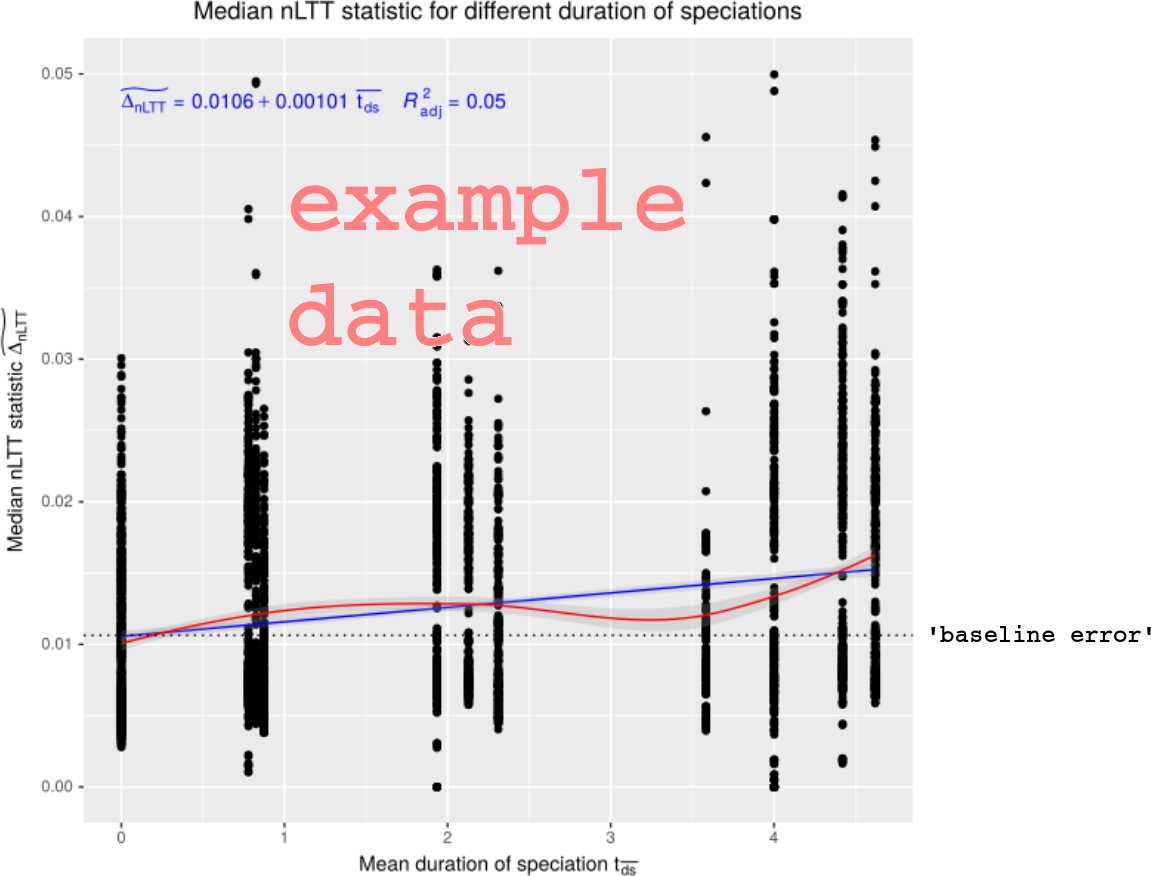 Median nLTT statistic for different duration of speciations
0.05
0.04
0.03
0.02
0.01
0.00
Median nLTT statistic Δ̃nLTT
Δ̃nLTT = 0.0106 + 0.00101 t̅ds R²adj = 0.05
example
data
'baseline error'
0 1 2 3 4
Mean duration of speciation t̅ds